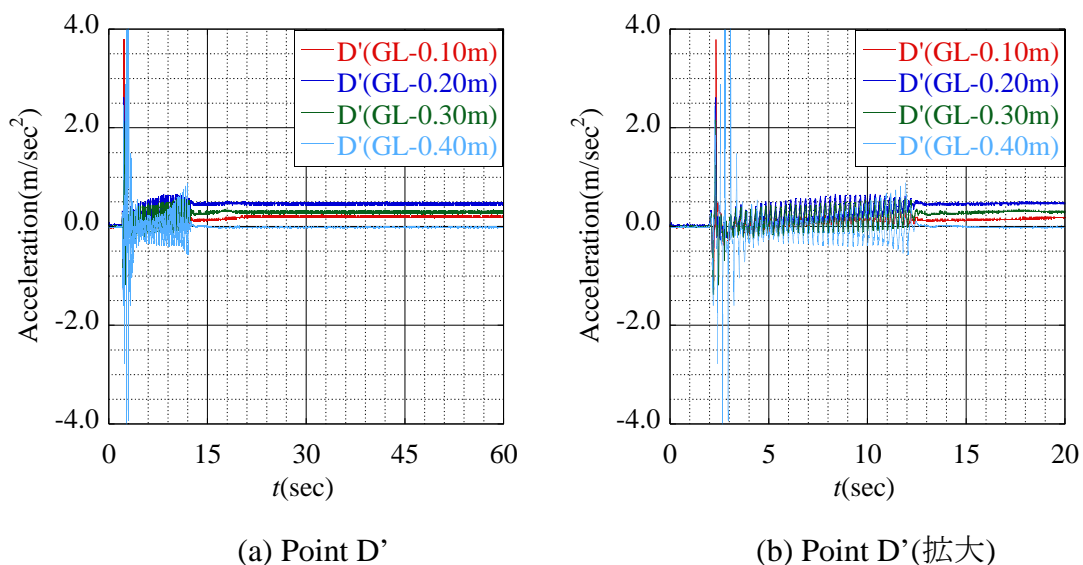 4.0
2.0
0.0
-2.0
-4.0
Acceleration(m/sec²)
D'(GL-0.10m)
D'(GL-0.20m)
D'(GL-0.30m)
D'(GL-0.40m)
0 15 30 45 60
t(sec)
(a) Point D’
4.0
2.0
0.0
-2.0
-4.0
Acceleration(m/sec²)
D'(GL-0.10m)
D'(GL-0.20m)
D'(GL-0.30m)
D'(GL-0.40m)
0 5 10 15 20
t(sec)
(b) Point D’(拡大)